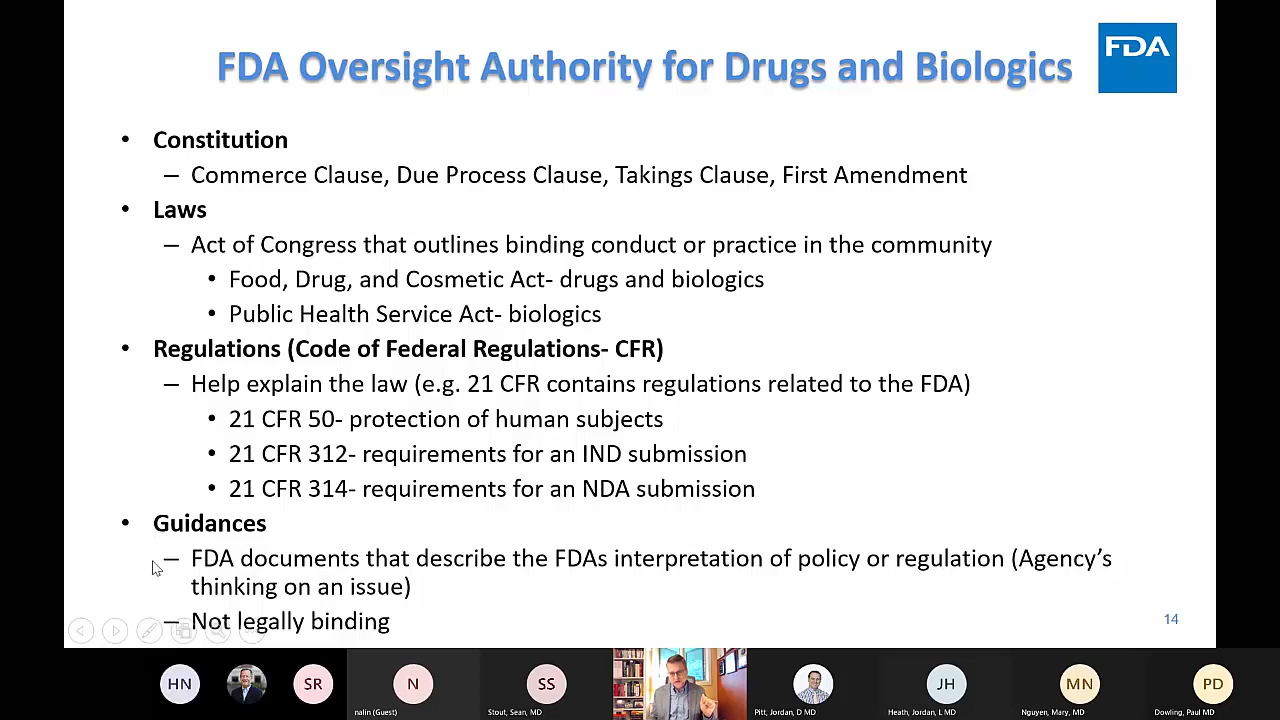 FDA Oversight Authority for Drugs and Biologics
FDA
• Constitution
– Commerce Clause, Due Process Clause, Takings Clause, First Amendment
• Laws
– Act of Congress that outlines binding conduct or practice in the community
• Food, Drug, and Cosmetic Act- drugs and biologics
• Public Health Service Act- biologics
• Regulations (Code of Federal Regulations- CFR)
– Help explain the law (e.g. 21 CFR contains regulations related to the FDA)
• 21 CFR 50- protection of human subjects
• 21 CFR 312- requirements for an IND submission
• 21 CFR 314- requirements for an NDA submission
• Guidances
– FDA documents that describe the FDAs interpretation of policy or regulation (Agency's
thinking on an issue)
– Not legally binding
14
HN
SR
N
nalin (Guest)
SS
Stout, Sean, MD
Pitt, Jordan, D MD
JH
Heath, Jordan, L MD
MN
Nguyen, Mary, MD
PD
Dowling, Paul MD